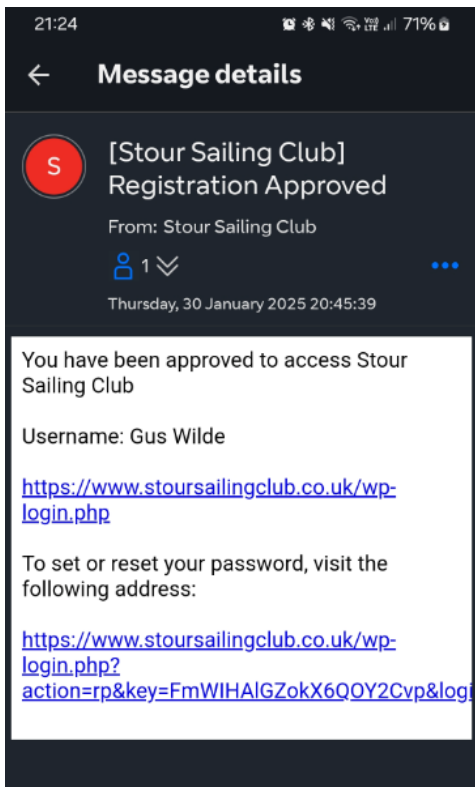 21:24 Vo)) LTE 71%
Message details
S
[Stour Sailing Club]
Registration Approved
From: Stour Sailing Club
1
Thursday, 30 January 2025 20:45:39
You have been approved to access Stour
Sailing Club
Username: Gus Wilde
https://www.stoursailingclub.co.uk/wp-
login.php
To set or reset your password, visit the
following address:
https://www.stoursailingclub.co.uk/wp-
login.php?
action=rp&key=FmWIHAlGZokX6QOY2Cvp&logi